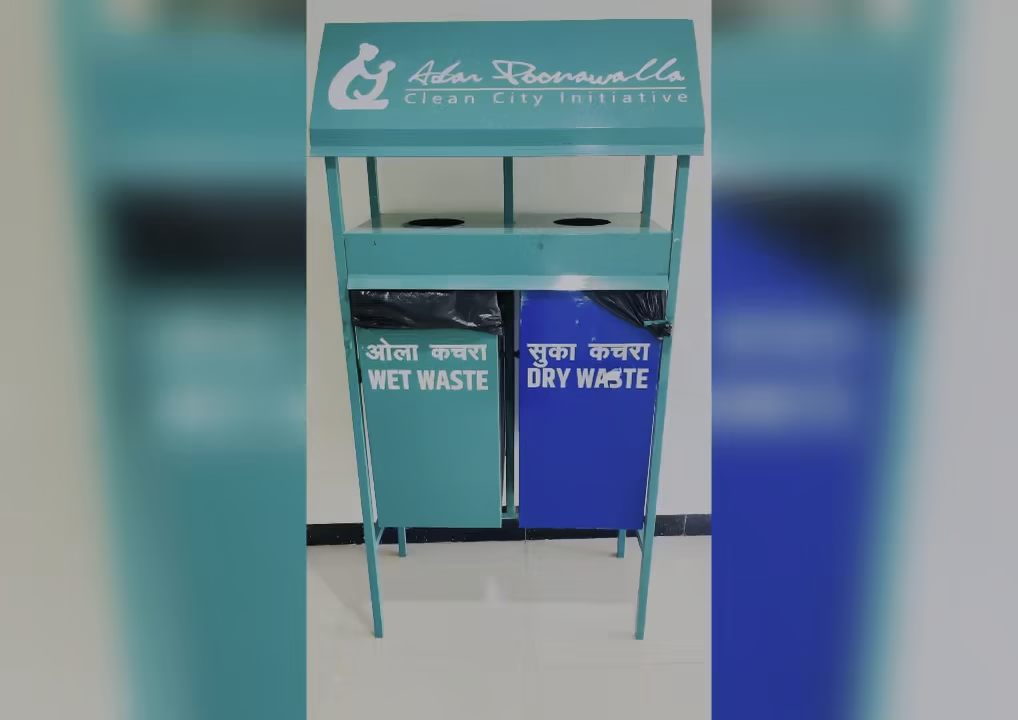 Adar Poonawalla
Clean City Initiative
ओला कचरा
WET WASTE
सुका कचरा
DRY WASTE